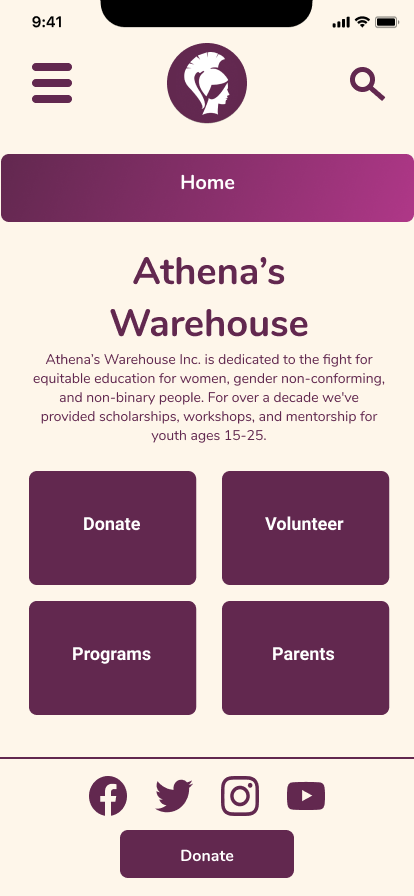 9:41
Home
Athena's
Warehouse
Athena's Warehouse Inc. is dedicated to the fight for
equitable education for women, gender non-conforming,
and non-binary people. For over a decade we've
provided scholarships, workshops, and mentorship for
youth ages 15-25.
Donate
Volunteer
Programs
Parents
Donate